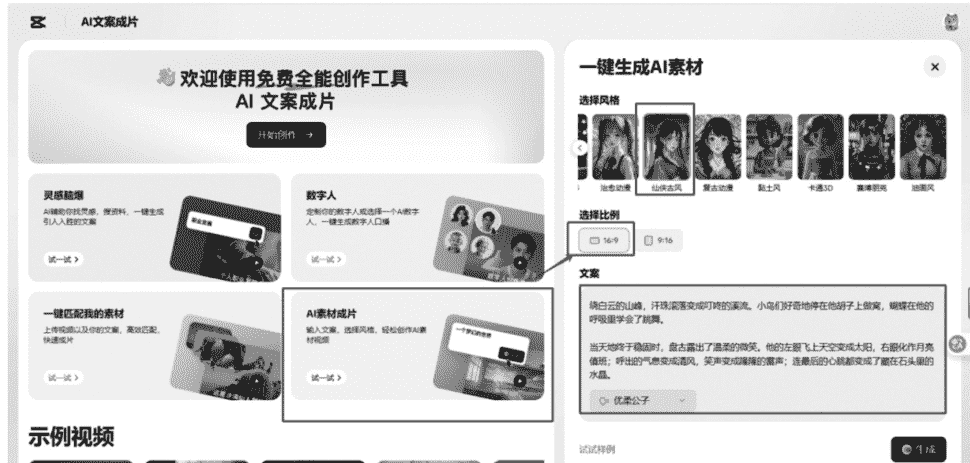 AI文案成片
欢迎使用免费全能创作工具
AI 文案成片
开始创作 →
灵感脑爆
AI辅助你找灵感，搜资料，一键生成
引人入胜的文案
试一试 >
数字人
定制你的数字人或选择一个AI数字
人，一键生成数字人口播
试一试 >
一键匹配我的素材
上传视频以及你的文案，高效匹配，
快速成片
试一试 >
AI素材成片
输入文案，选择风格，轻松创作AI素
材视频
试一试 >
一个梦幻的世界
示例视频
一键生成AI素材
选择风格
治愈动漫
仙侠古风
复古动漫
黏土风
卡通3D
赛博朋克
油画风
选择比例
16:9
9:16
文案
绕白云的山峰，汗珠滚落变成叮咚的溪流。小鸟们好奇地停在他胡子上做窝，蝴蝶在他的
呼吸里学会了跳舞。
当天地终于稳固时，盘古露出了温柔的微笑。他的左眼飞上天空变成太阳，右眼化作月亮
值班；呼出的气息变成清风，笑声变成隆隆的雷声；连最后的心跳都变成了藏在石头里的
水晶。
优柔公子
试试样例
生成